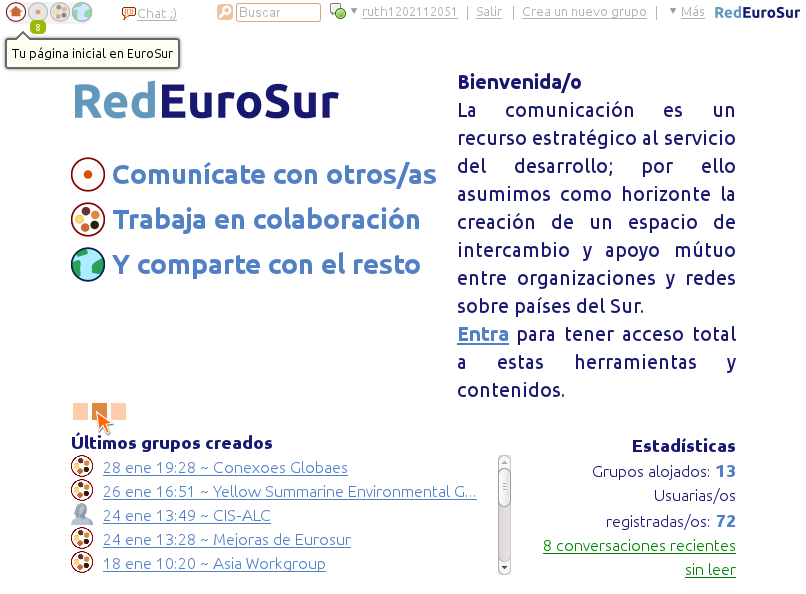 Chat ;)
Buscar
ruth1202112051 | Salir | Crea un nuevo grupo | Más RedEuroSur
8
Tu página inicial en EuroSur
RedEuroSur
Comunícate con otros/as
Trabaja en colaboración
Y comparte con el resto
Bienvenida/o
La comunicación es un
recurso estratégico al servicio
del desarrollo; por ello
asumimos como horizonte la
creación de un espacio de
intercambio y apoyo mútuo
entre organizaciones y redes
sobre países del Sur.
Entra para tener acceso total
a estas herramientas y
contenidos.
Últimos grupos creados
28 ene 19:28 ~ Conexoes Globaes
26 ene 16:51 ~ Yellow Summarine Environmental G...
24 ene 13:49 ~ CIS-ALC
24 ene 13:28 ~ Mejoras de Eurosur
18 ene 10:20 ~ Asia Workgroup
Estadísticas
Grupos alojados: 13
Usuarias/os
registradas/os: 72
8 conversaciones recientes
sin leer